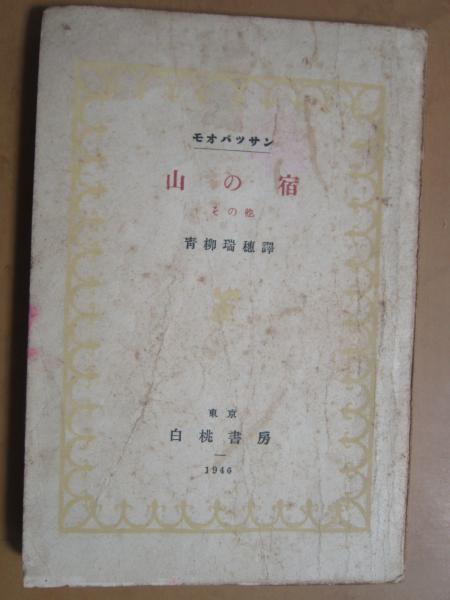 モオパツサン
山の宿
その他
青柳瑞穂譯
東京
白桃書房
1946